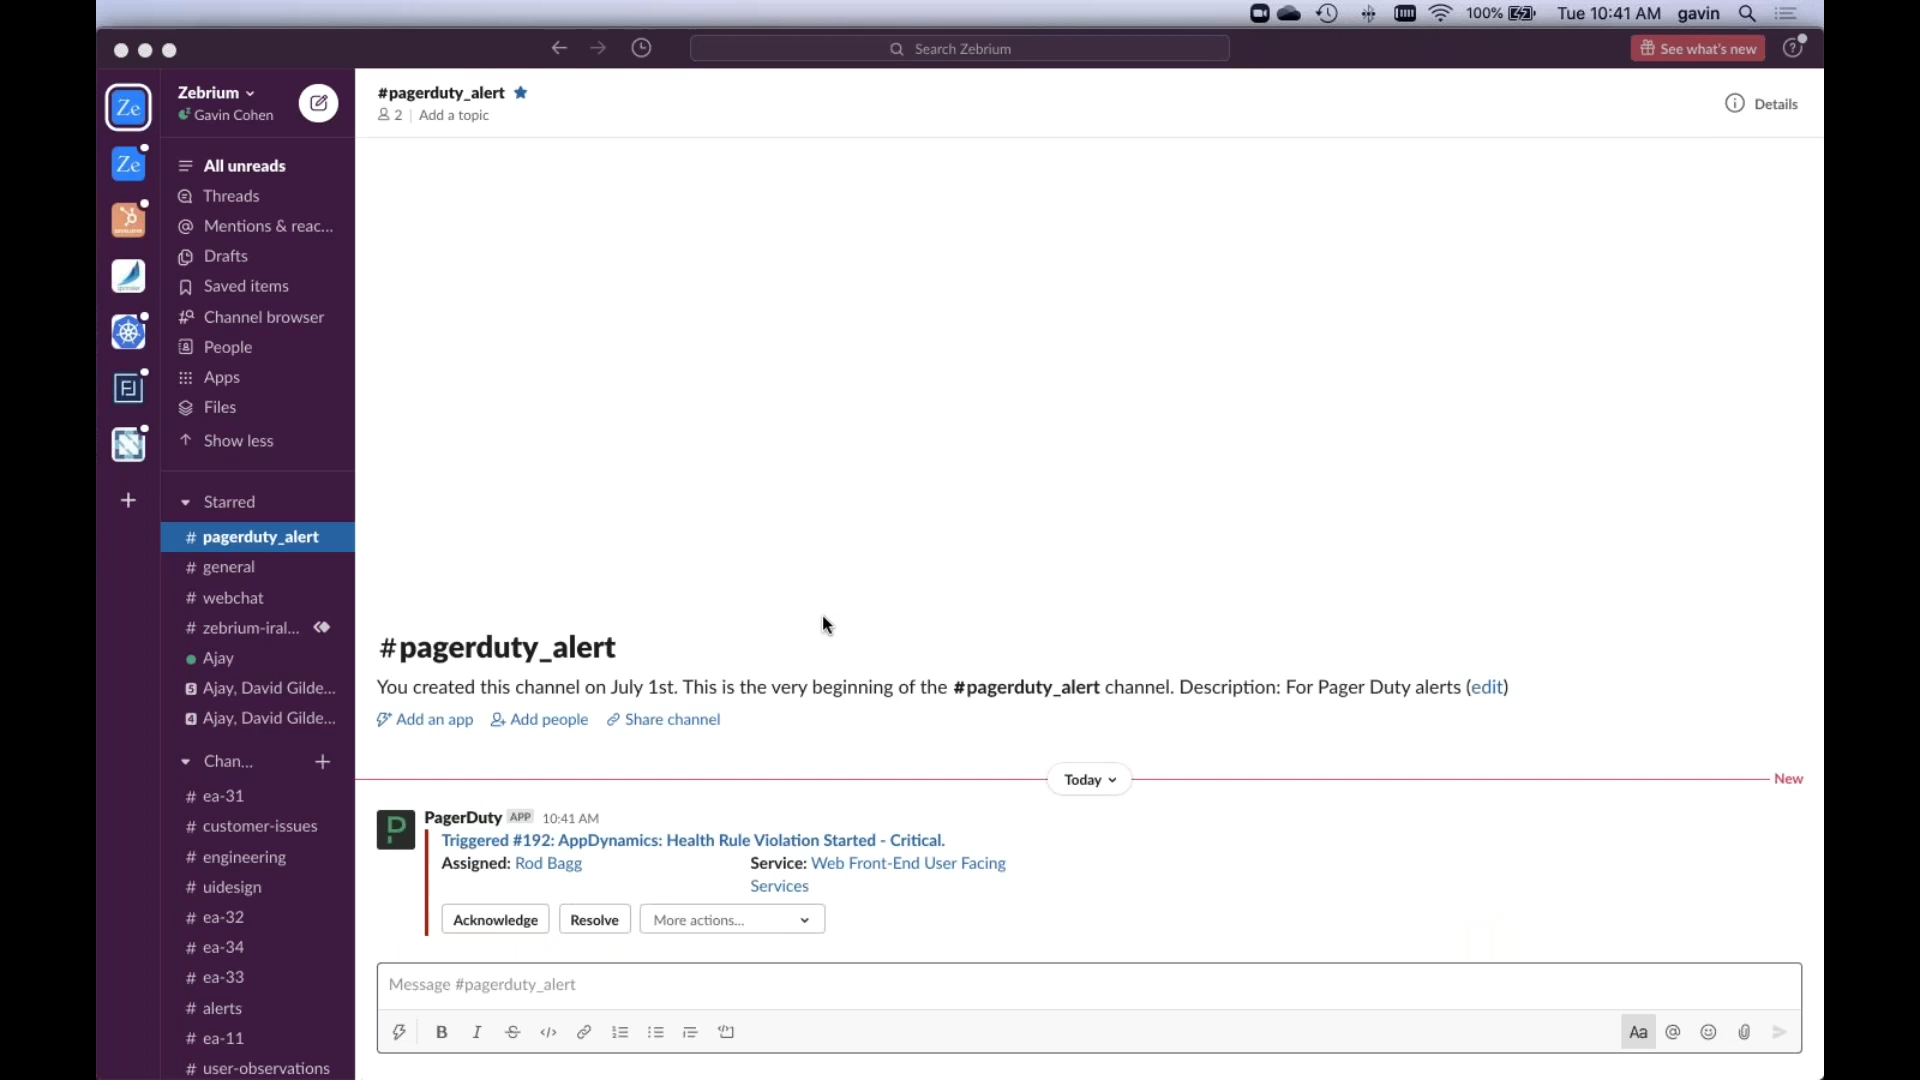 100%
Tue 10:41 AM
gavin
Search Zebrium
See what's new
Ze
Zebrium
Gavin Cohen
#pagerduty_alert
2 | Add a topic
Details
Ze
All unreads
Threads
Mentions & reac...
Drafts
Saved items
Channel browser
People
Apps
Files
Show less
Starred
# pagerduty_alert
# general
# webchat
# zebrium-iral...
Ajay
5 Ajay, David Gilde...
4 Ajay, David Gilde...
Chan...
# ea-31
# customer-issues
# engineering
# uidesign
# ea-32
# ea-34
# ea-33
# alerts
# ea-11
# user-observations
#pagerduty_alert
You created this channel on July 1st. This is the very beginning of the #pagerduty_alert channel. Description: For Pager Duty alerts (edit)
Add an app
Add people
Share channel
Today
New
PagerDuty APP 10:41 AM
Triggered #192: AppDynamics: Health Rule Violation Started - Critical.
Assigned: Rod Bagg
Service: Web Front-End User Facing
Services
Acknowledge
Resolve
More actions...
Message #pagerduty_alert
B I S
Aa